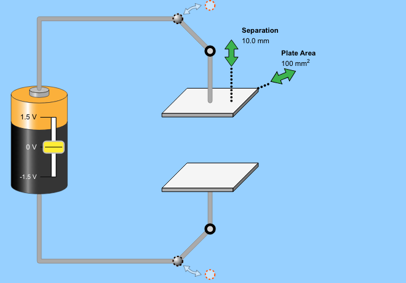 Separation
10.0 mm
Plate Area
100 mm²
1.5 V
0 V
-1.5 V